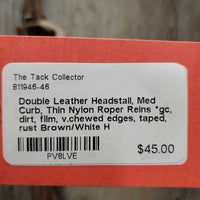 The Tack Collector
811946-46
Double Leather Headstall, Med
Curb, Thin Nylon Roper Reins *gc,
dirt, film, v.chewed edges, taped,
rust Brown/White H
$45.00
PV8LVE